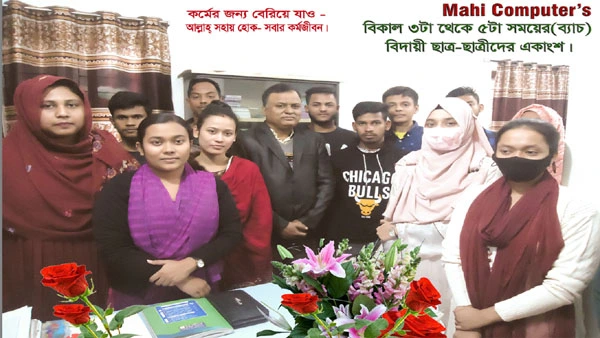 কর্মের জন্য বেরিয়ে যাও -
আল্লাহ্ সহায় হোক- সবার কর্মজীবন।
Mahi Computer's
বিকাল ৩টা থেকে ৫টা সময়ের(ব্যাচ)
বিদায়ী ছাত্র-ছাত্রীদের একাংশ।
CHICAGO
BULLS